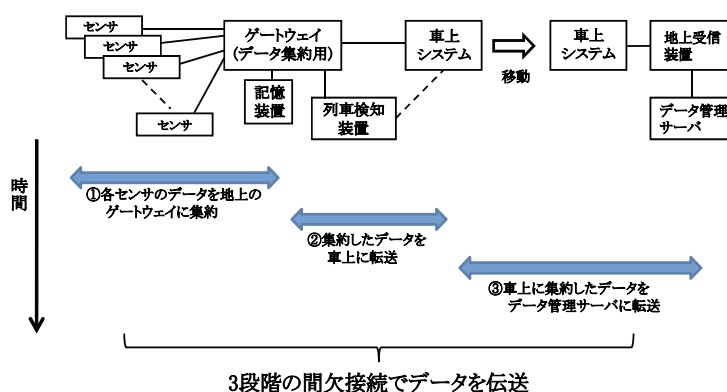 センサ
センサ
センサ
センサ
ゲートウェイ
(データ集約用)
記憶
装置
列車検知
装置
車上
システム
移動
車上
システム
地上受信
装置
データ管理
サーバ
時間
①各センサのデータを地上の
ゲートウェイに集約
②集約したデータを
車上に転送
③車上に集約したデータを
データ管理サーバに転送
3段階の間欠接続でデータを伝送